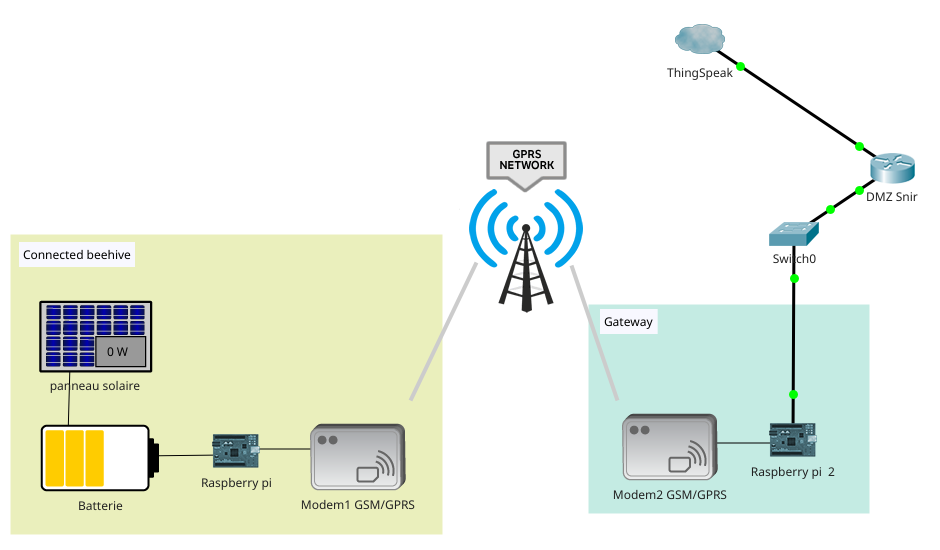 ThingSpeak
GPRS
NETWORK
DMZ Snir
Switch0
Connected beehive
0 W
panneau solaire
Batterie
Raspberry pi
Modem1 GSM/GPRS
Gateway
Modem2 GSM/GPRS
Raspberry pi 2